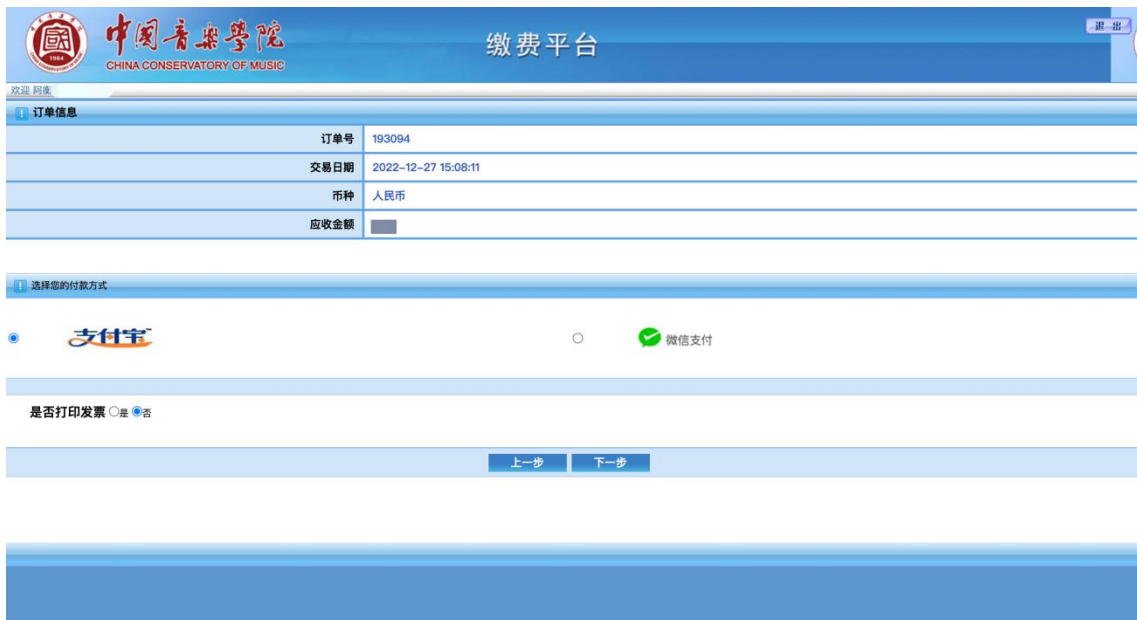 中国音乐学院
CHINA CONSERVATORY OF MUSIC
1964
缴费平台
退 出
欢迎 阿衡
订单信息
订单号 193094
交易日期 2022-12-27 15:08:11
币种 人民币
应收金额
选择您的付款方式
支付宝 微信支付
是否打印发票 是 否
上一步 下一步